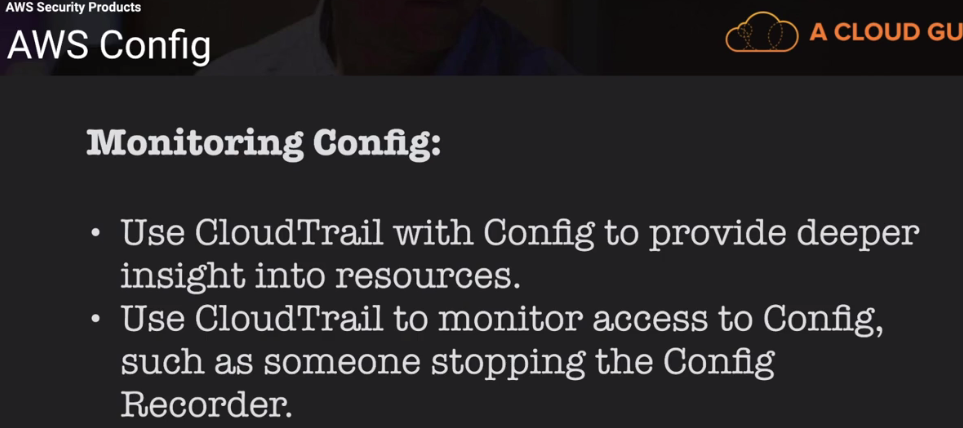 AWS Security Products
AWS Config
A CLOUD GU
Monitoring Config:
• Use CloudTrail with Config to provide deeper
insight into resources.
• Use CloudTrail to monitor access to Config,
such as someone stopping the Config
Recorder.